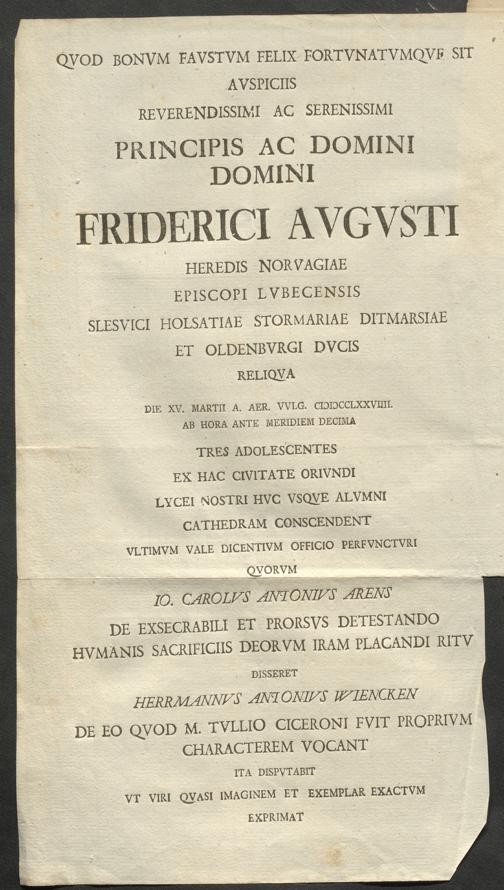 QVOD BONVM FAVSTVM FELIX FORTVNATVMQVE SIT
AVSPICIIS
REVERENDISSIMI AC SERENISSIMI
PRINCIPIS AC DOMINI
DOMINI
FRIDERICI AVGVSTI
HEREDIS NORVAGIAE
EPISCOPI LVBECENSIS
SLESVICI HOLSATIAE STORMARIAE DITMARSIAE
ET OLDENBVRGI DVCIS
RELIQVA
DIE XV. MARTII A. AER. VVLG. CIↃIↃCCLXXVIIII.
AB HORA ANTE MERIDIEM DECIMA
TRES ADOLESCENTES
EX HAC CIVITATE ORIVNDI
LYCEI NOSTRI HVC VSQVE ALVMNI
CATHEDRAM CONSCENDENT
VLTIMVM VALE DICENTIVM OFFICIO PERFVNCTVRI
QVORVM
IO. CAROLVS ANTONIVS ARENS
DE EXSECRABILI ET PRORSVS DETESTANDO
HVMANIS SACRIFICIIS DEORVM IRAM PLACANDI RITV
DISSERET
HERRMANNVS ANTONIVS WIENCKEN
DE EO QVOD M. TVLLIO CICERONI FVIT PROPRIVM
CHARACTEREM VOCANT
ITA DISPVTABIT
VT VIRI QVASI IMAGINEM ET EXEMPLAR EXACTVM
EXPRIMAT